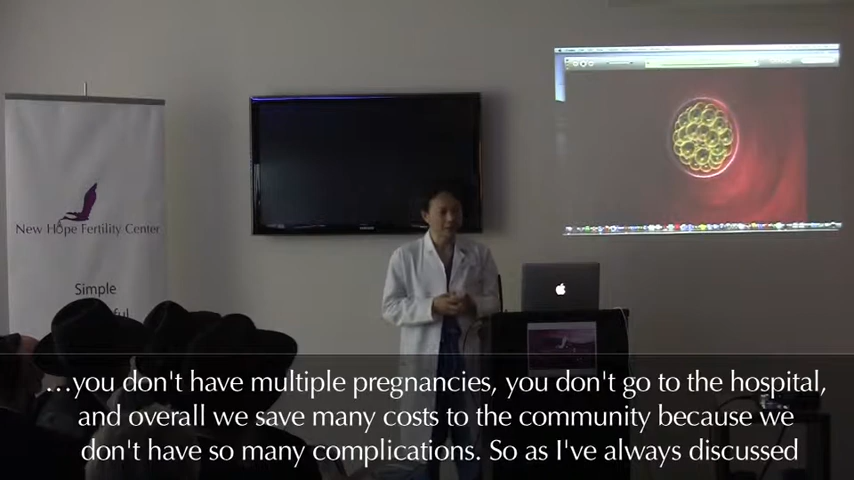 New Hope Fertility Center
Simple
…you don't have multiple pregnancies, you don't go to the hospital,
and overall we save many costs to the community because we
don't have so many complications. So as I've always discussed